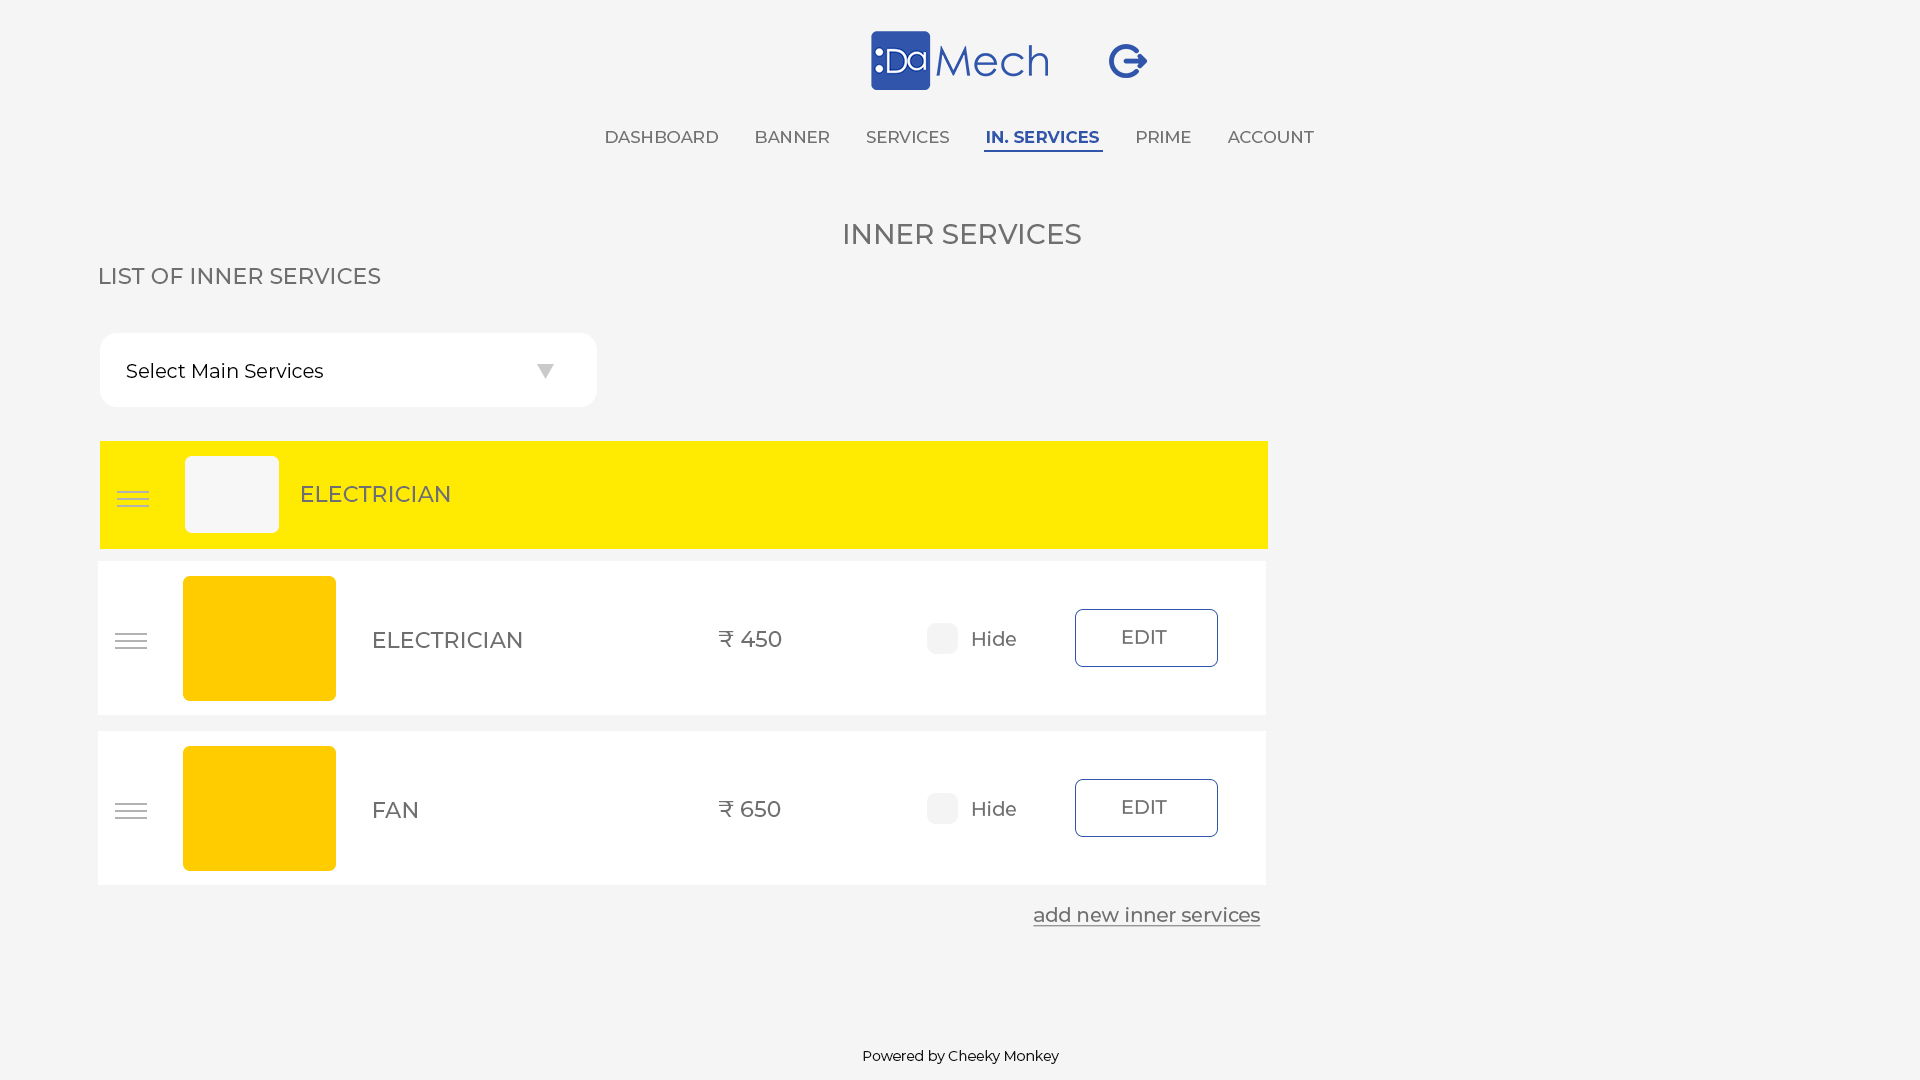 :Da Mech
DASHBOARD BANNER SERVICES IN. SERVICES PRIME ACCOUNT
INNER SERVICES
LIST OF INNER SERVICES
Select Main Services
ELECTRICIAN
ELECTRICIAN ₹ 450 Hide EDIT
FAN ₹ 650 Hide EDIT
add new inner services
Powered by Cheeky Monkey